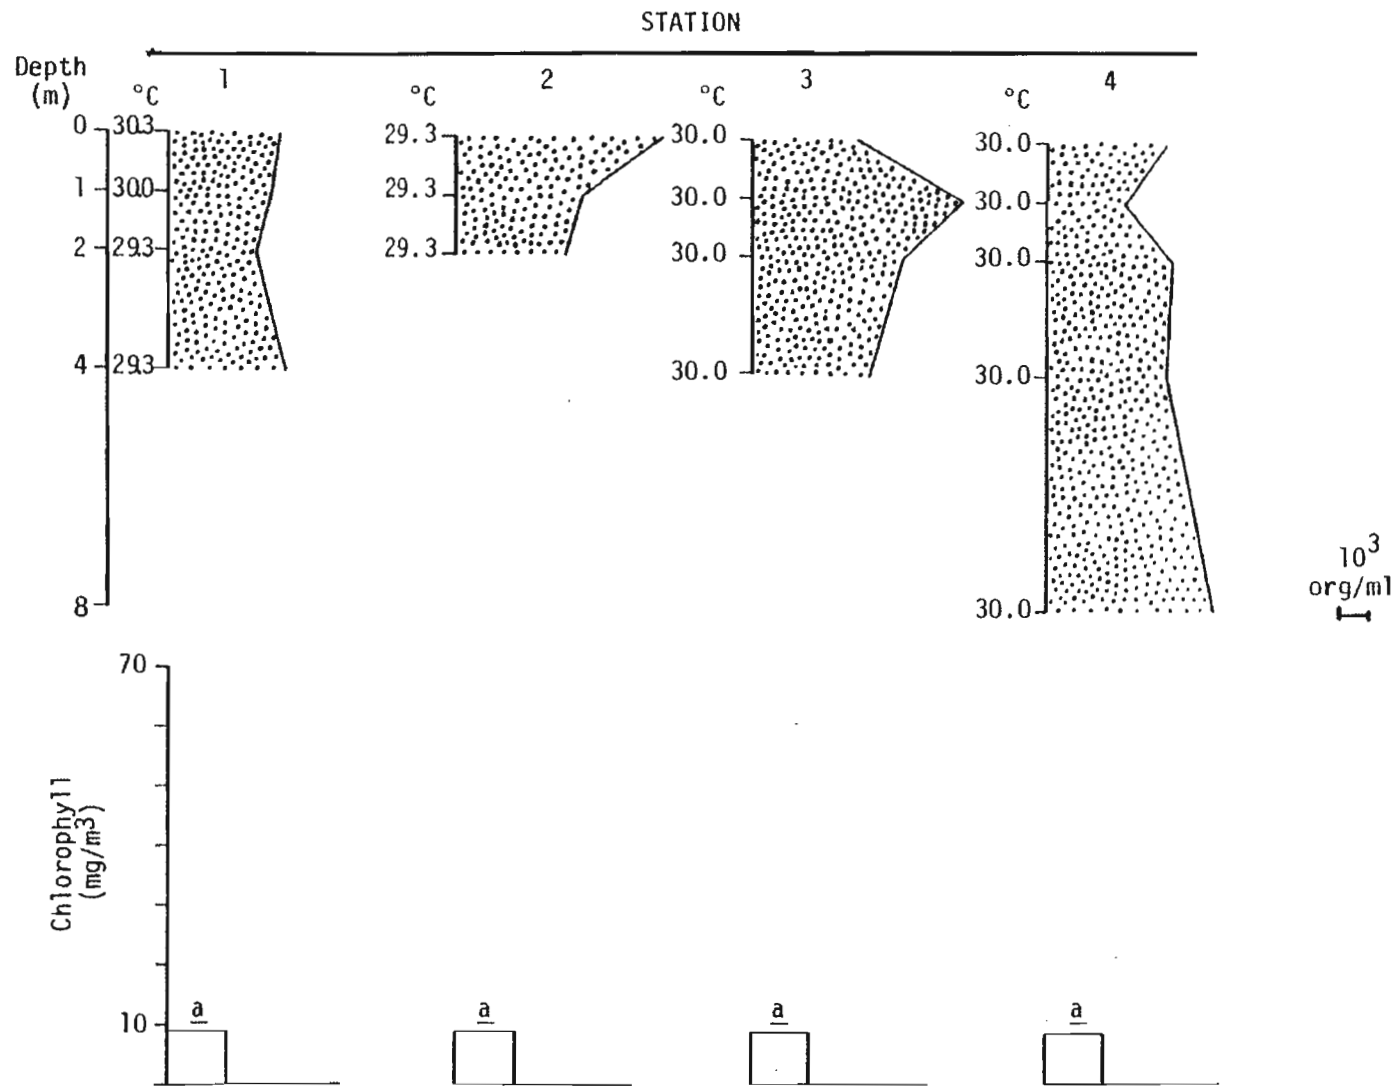 STATION
Depth
(m)
1 2 3 4
°C °C °C °C
0 30.3 29.3 30.0 30.0
1 30.0 29.3 30.0 30.0
2 29.3 29.3 30.0 30.0
4 29.3 30.0 30.0
8 30.0
10³
org/ml
70
Chlorophyll
(mg/m³)
10
a a a a